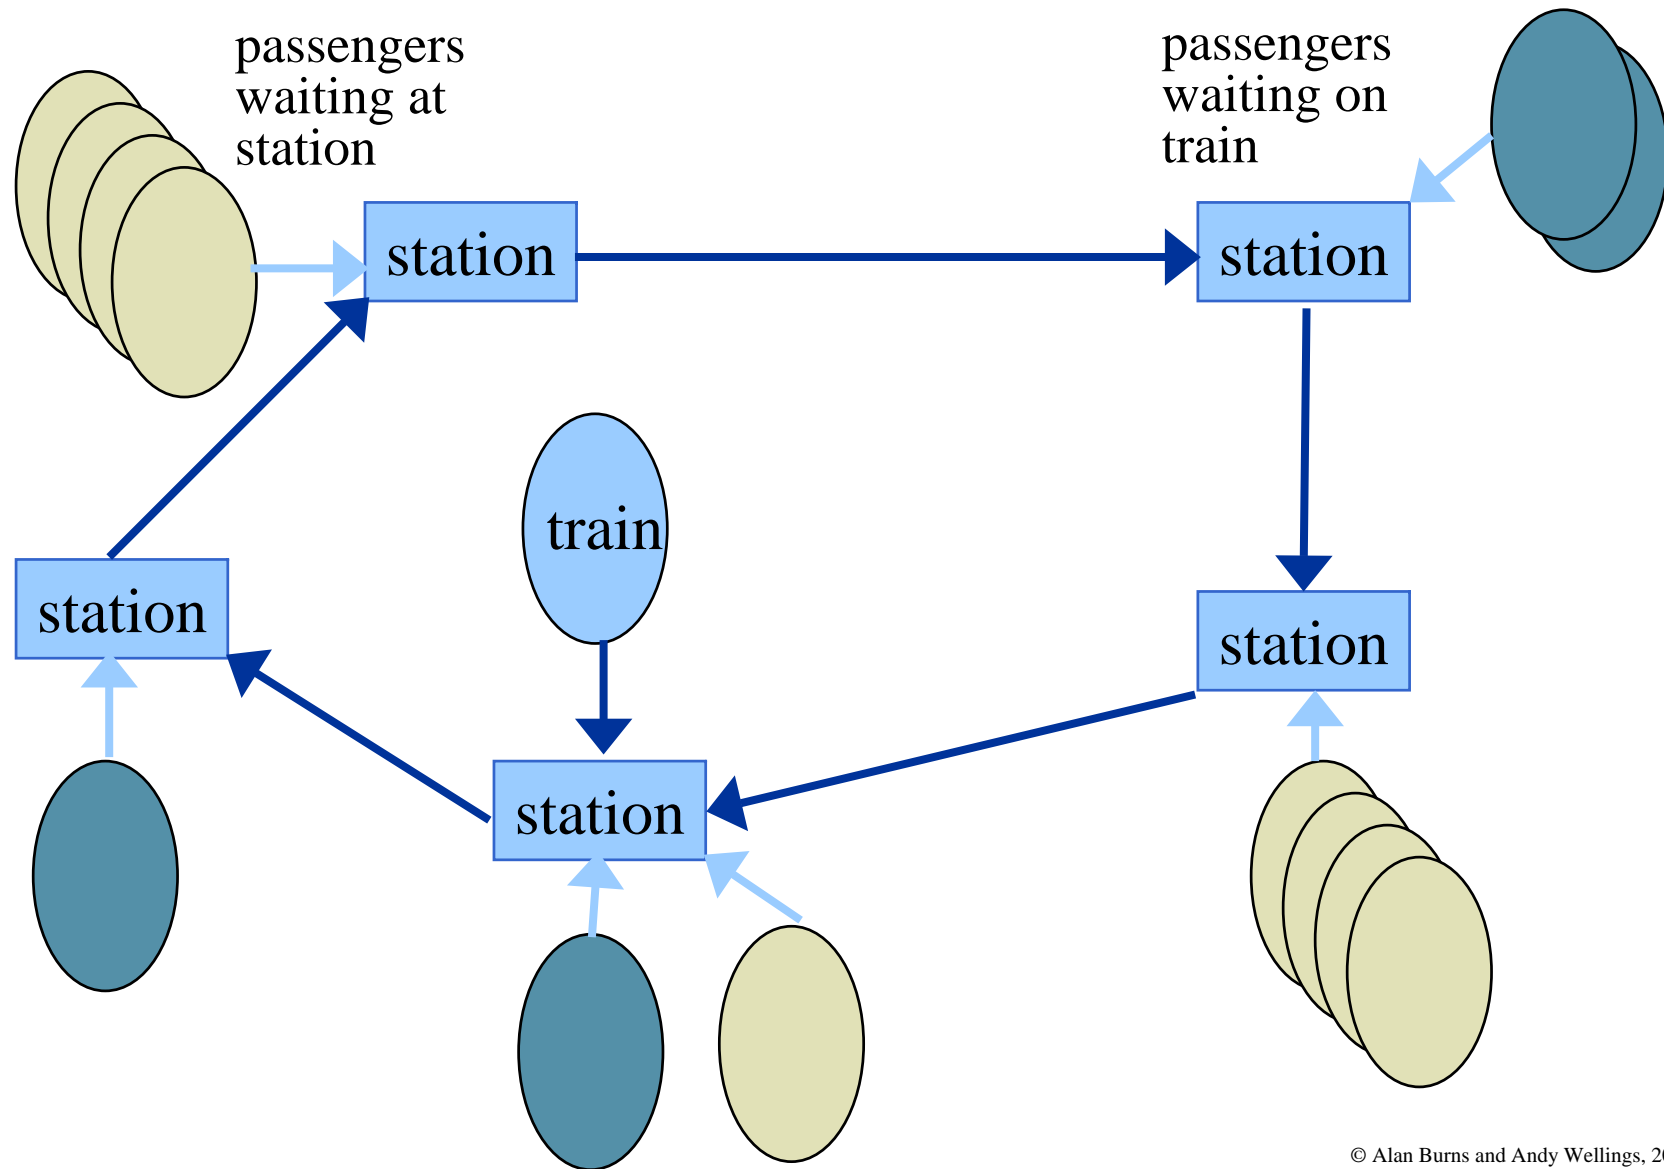 passengers
waiting at
station
passengers
waiting on
train
station
station
train
station
station
station
© Alan Burns and Andy Wellings, 20